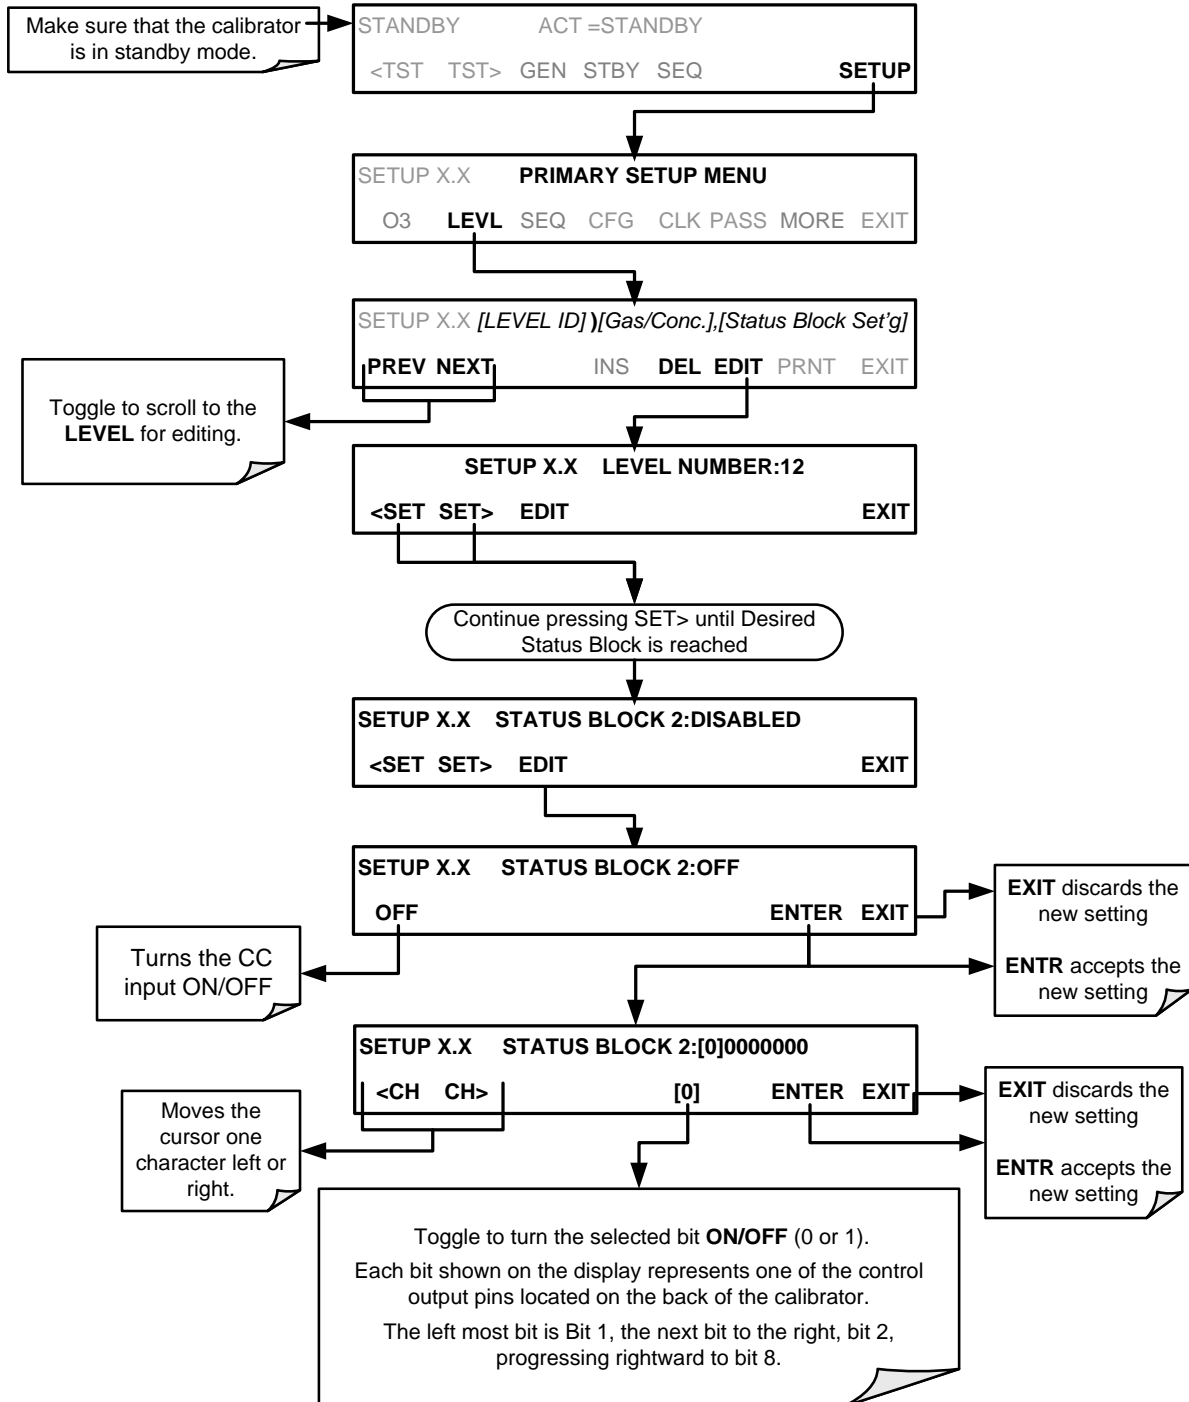 Make sure that the calibrator
is in standby mode.
STANDBY ACT =STANDBY
<TST TST> GEN STBY SEQ SETUP
SETUP X.X PRIMARY SETUP MENU
O3 LEVL SEQ CFG CLK PASS MORE EXIT
SETUP X.X [LEVEL ID] )[Gas/Conc.],[Status Block Set'g]
PREV NEXT INS DEL EDIT PRNT EXIT
Toggle to scroll to the
LEVEL for editing.
SETUP X.X LEVEL NUMBER:12
<SET SET> EDIT EXIT
Continue pressing SET> until Desired
Status Block is reached
SETUP X.X STATUS BLOCK 2:DISABLED
<SET SET> EDIT EXIT
SETUP X.X STATUS BLOCK 2:OFF
OFF ENTER EXIT
EXIT discards the
new setting
ENTR accepts the
new setting
Turns the CC
input ON/OFF
SETUP X.X STATUS BLOCK 2:[0]0000000
<CH CH> [0] ENTER EXIT
EXIT discards the
new setting
ENTR accepts the
new setting
Moves the
cursor one
character left or
right.
Toggle to turn the selected bit ON/OFF (0 or 1).
Each bit shown on the display represents one of the control
output pins located on the back of the calibrator.
The left most bit is Bit 1, the next bit to the right, bit 2,
progressing rightward to bit 8.